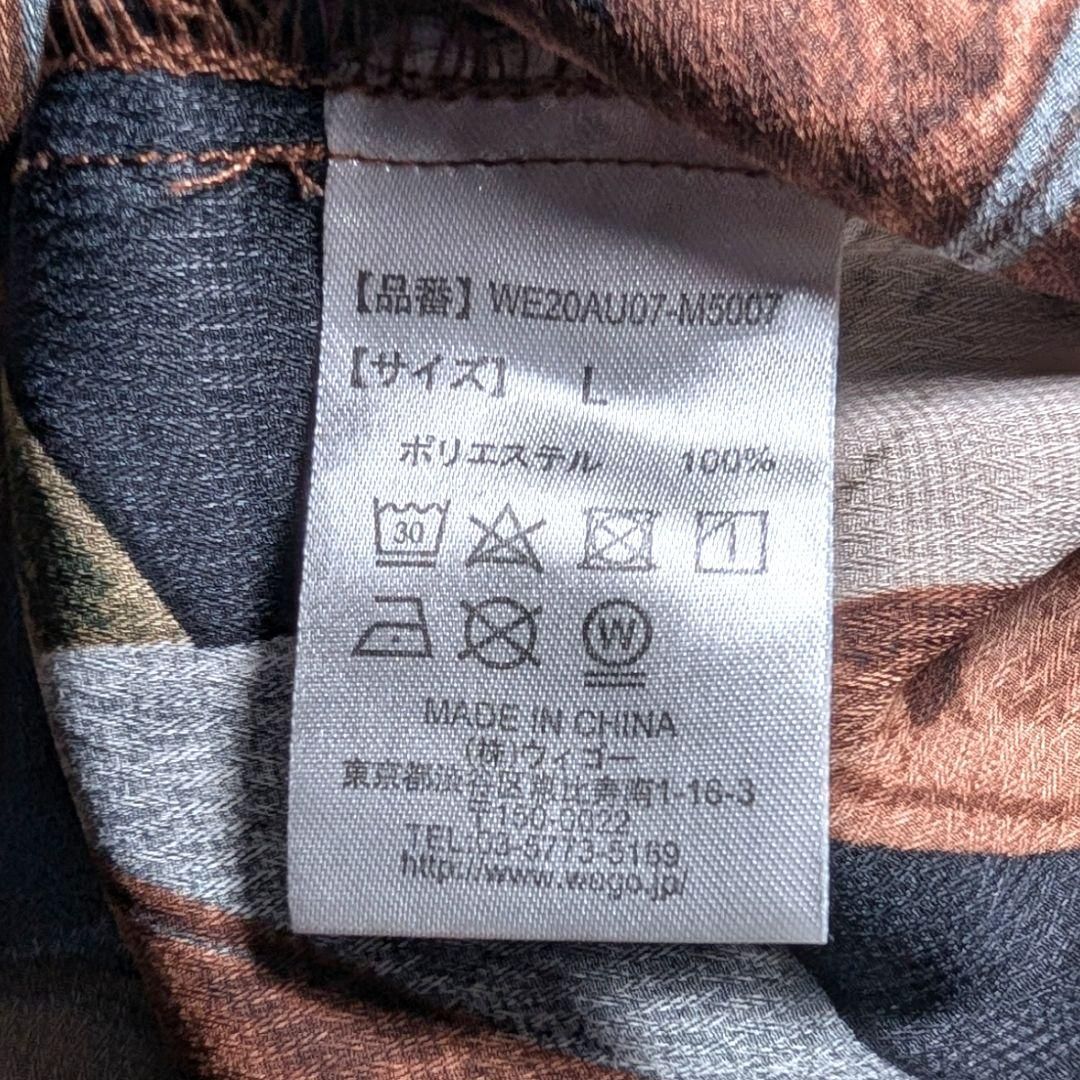 【品番】WE20AU07-M5007
【サイズ】 L
ポリエステル 100%
30
W
MADE IN CHINA
(株)ウィゴー
東京都渋谷区恵比寿南1-16-3
〒150-0022
TEL:03-5773-5159
http://www.wego.jp/